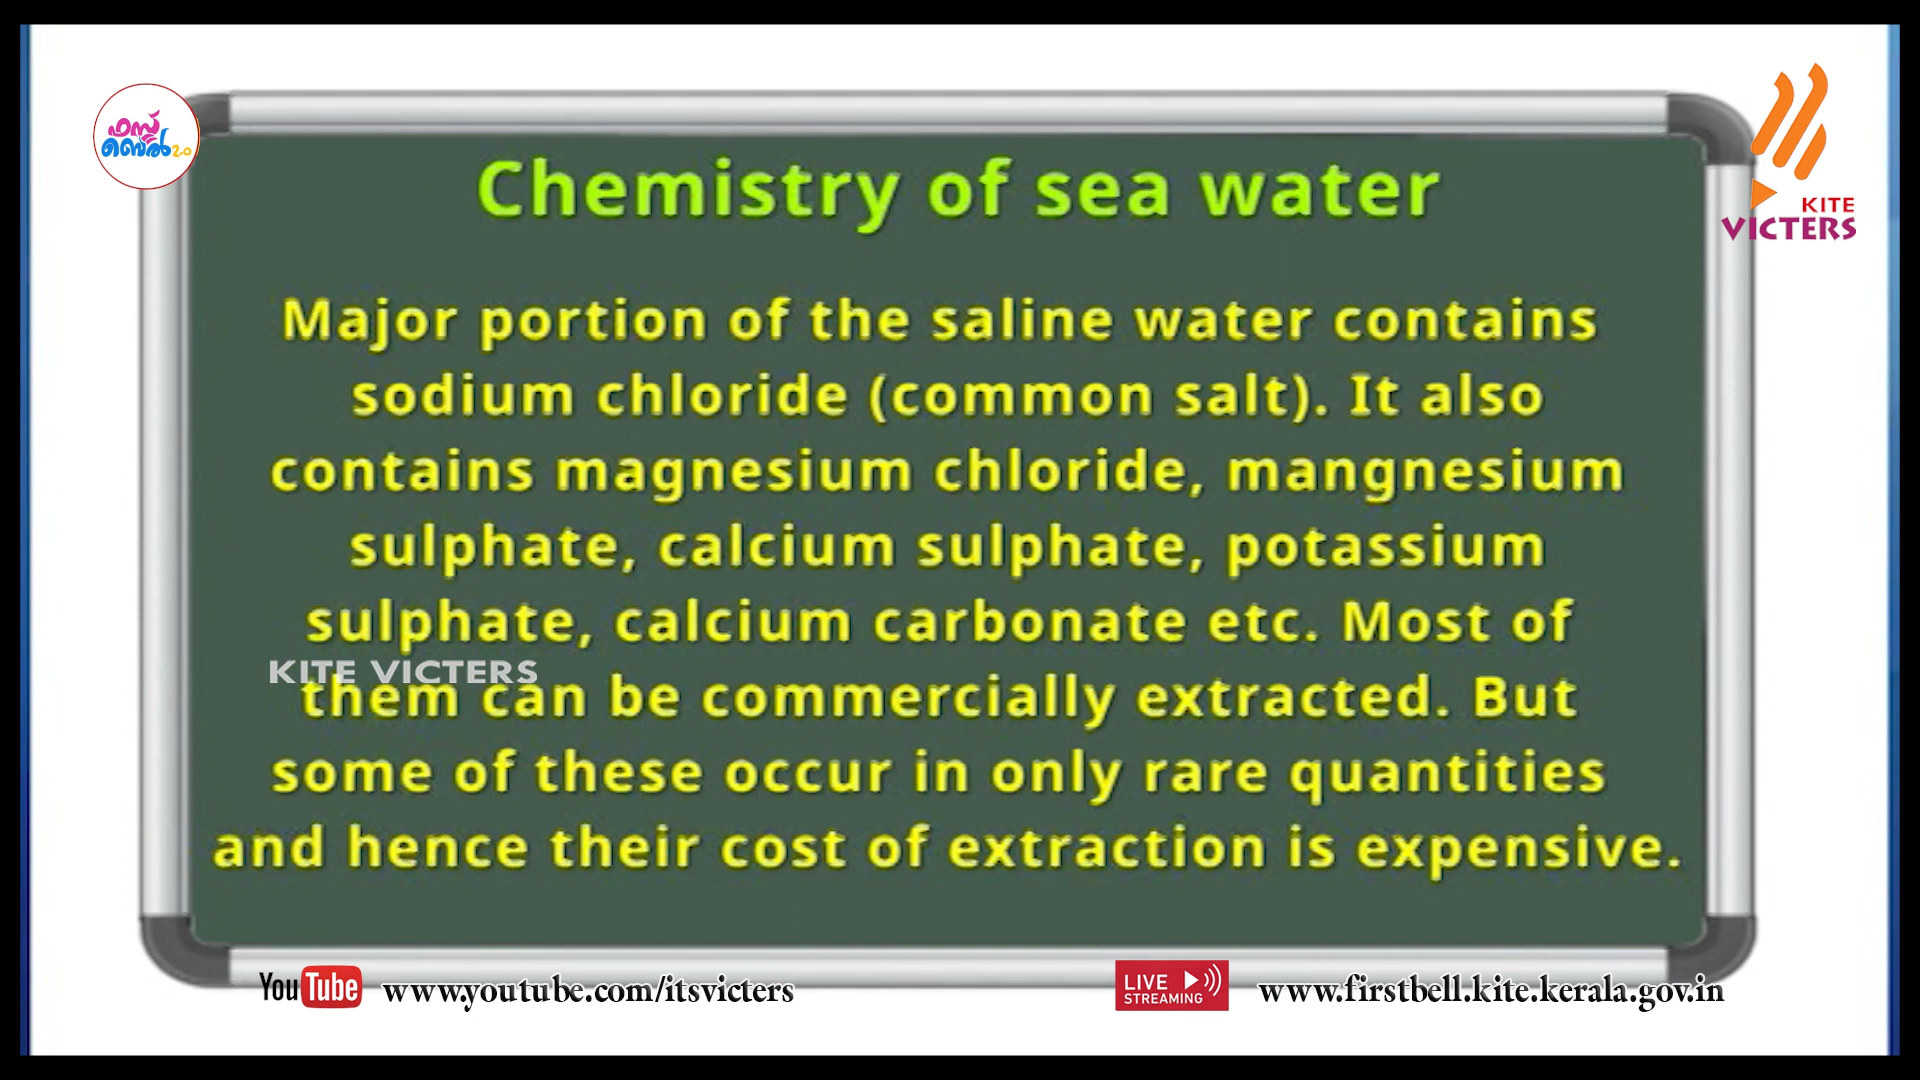 ഫസ്റ്റ്
ബെൽ 2.0
KITE
VICTERS
Chemistry of sea water
Major portion of the saline water contains
sodium chloride (common salt). It also
contains magnesium chloride, mangnesium
sulphate, calcium sulphate, potassium
sulphate, calcium carbonate etc. Most of
KITE VICTERS
them can be commercially extracted. But
some of these occur in only rare quantities
and hence their cost of extraction is expensive.
YouTube www.youtube.com/itsvicters
LIVE
STREAMING
www.firstbell.kite.kerala.gov.in